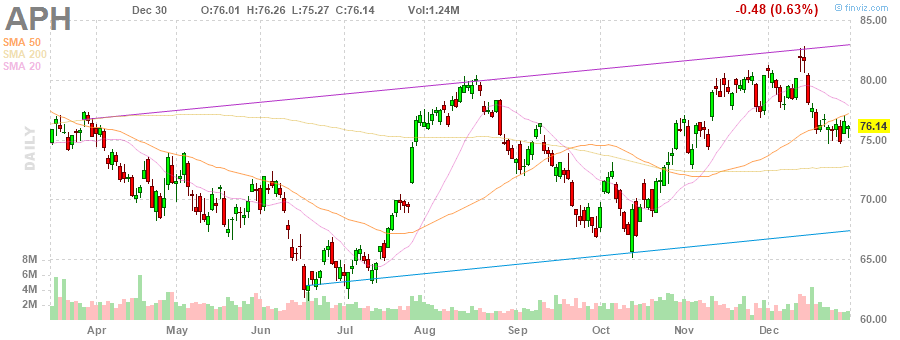 APH Dec 30 O:76.01 H:76.26 L:75.27 C:76.14 Vol:1.24M -0.48 (0.63%) © finviz.com
SMA 50
SMA 200
SMA 20
DAILY
85.00
80.00
76.14
75.00
70.00
65.00
60.00
8M
6M
4M
2M
Apr May Jun Jul Aug Sep Oct Nov Dec